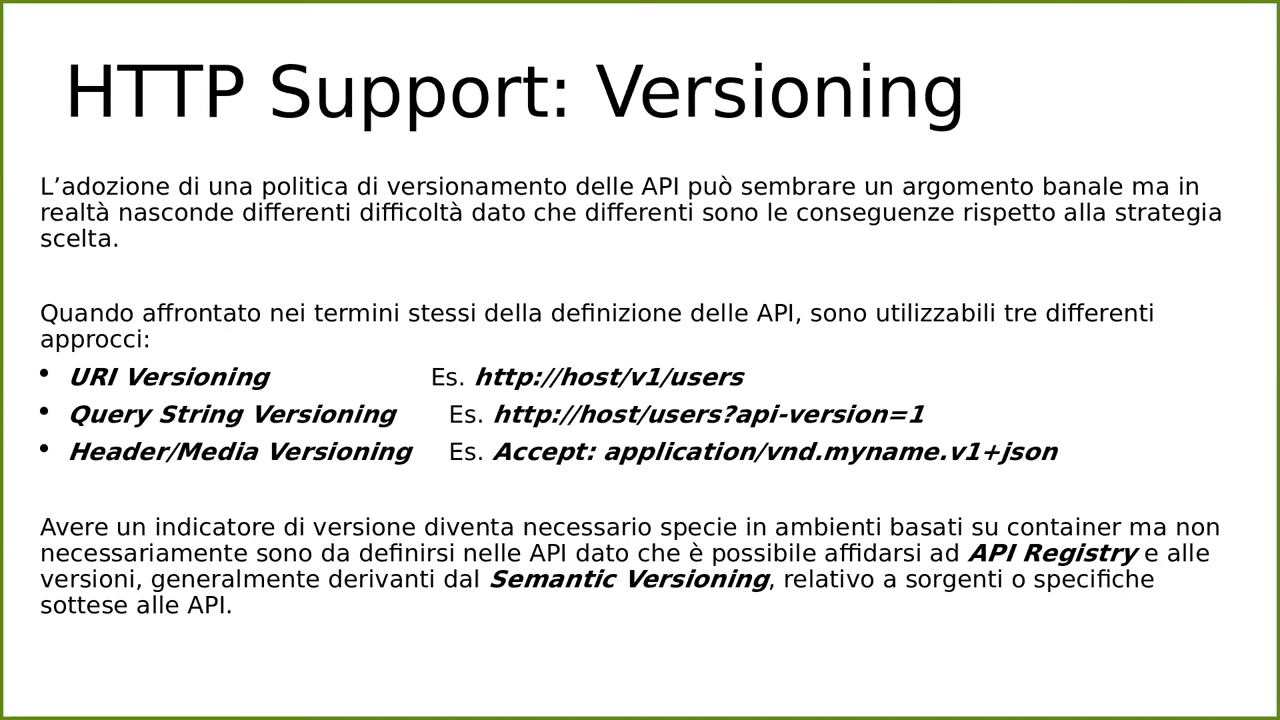 HTTP Support: Versioning
L’adozione di una politica di versionamento delle API può sembrare un argomento banale ma in
realtà nasconde differenti difficoltà dato che differenti sono le conseguenze rispetto alla strategia
scelta.
Quando affrontato nei termini stessi della definizione delle API, sono utilizzabili tre differenti
approcci:
• URI Versioning Es. http://host/v1/users
• Query String Versioning Es. http://host/users?api-version=1
• Header/Media Versioning Es. Accept: application/vnd.myname.v1+json
Avere un indicatore di versione diventa necessario specie in ambienti basati su container ma non
necessariamente sono da definirsi nelle API dato che è possibile affidarsi ad API Registry e alle
versioni, generalmente derivanti dal Semantic Versioning, relativo a sorgenti o specifiche
sottese alle API.